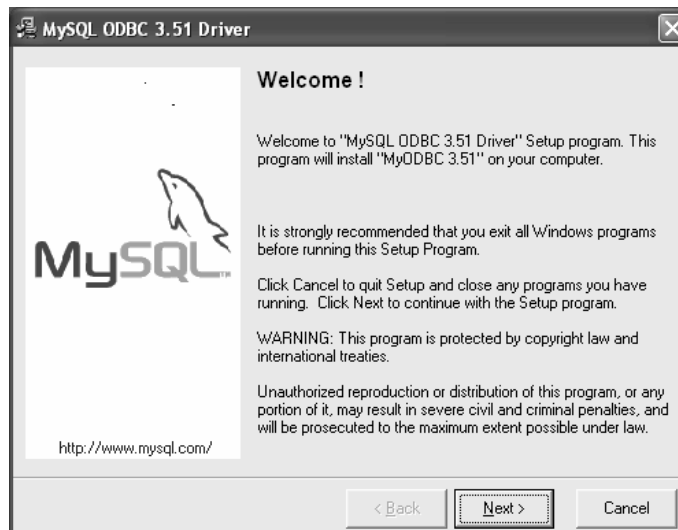 MySQL ODBC 3.51 Driver
Welcome !
Welcome to "MySQL ODBC 3.51 Driver" Setup program. This
program will install "MyODBC 3.51" on your computer.
It is strongly recommended that you exit all Windows programs
before running this Setup Program.
Click Cancel to quit Setup and close any programs you have
running. Click Next to continue with the Setup program.
WARNING: This program is protected by copyright law and
international treaties.
Unauthorized reproduction or distribution of this program, or any
portion of it, may result in severe civil and criminal penalties, and
will be prosecuted to the maximum extent possible under law.
MySQL
http://www.mysql.com/
< Back
Next >
Cancel